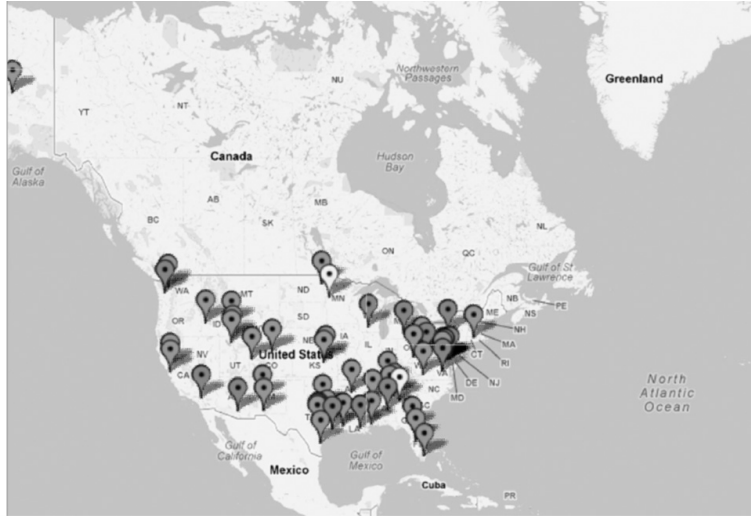 NU
Northwestern
Passages
Greenland
YT
NT
Canada
Hudson
Bay
Gulf of
Alaska
AB
MB
BC
SK
ON
QC
NL
Gulf of St
Lawrence
WA
MT
ND
MN
NB
PE
NS
ME
OR
ID
SD
NH
MA
IA
NE
NV
UT
CO
United States
KS
IL
CT
RI
NJ
DE
MD
VA
NC
CA
SC
LA
North
Atlantic
Ocean
Gulf of
California
Gulf of
Mexico
Mexico
Cuba
PR